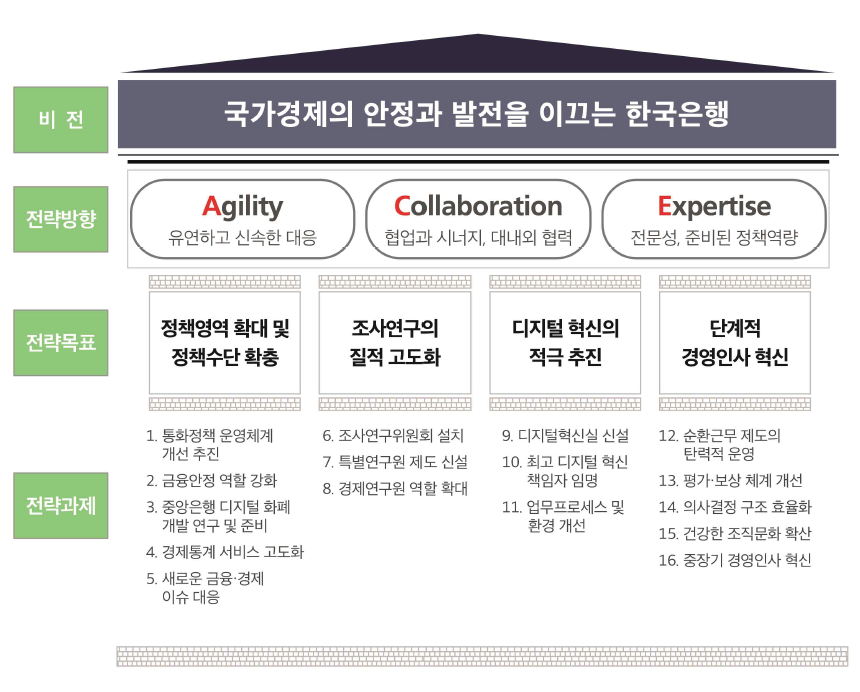 비 전
국가경제의 안정과 발전을 이끄는 한국은행
전략방향
Agility
유연하고 신속한 대응
Collaboration
협업과 시너지, 대내외 협력
Expertise
전문성, 준비된 정책역량
전략목표
정책영역 확대 및
정책수단 확충
조사연구의
질적 고도화
디지털 혁신의
적극 추진
단계적
경영인사 혁신
전략과제
1. 통화정책 운영체계
개선 추진
2. 금융안정 역할 강화
3. 중앙은행 디지털 화폐
개발 연구 및 준비
4. 경제통계 서비스 고도화
5. 새로운 금융·경제
이슈 대응
6. 조사연구위원회 설치
7. 특별연구원 제도 신설
8. 경제연구원 역할 확대
9. 디지털혁신실 신설
10. 최고 디지털 혁신
책임자 임명
11. 업무프로세스 및
환경 개선
12. 순환근무 제도의
탄력적 운영
13. 평가·보상 체계 개선
14. 의사결정 구조 효율화
15. 건강한 조직문화 확산
16. 중장기 경영인사 혁신